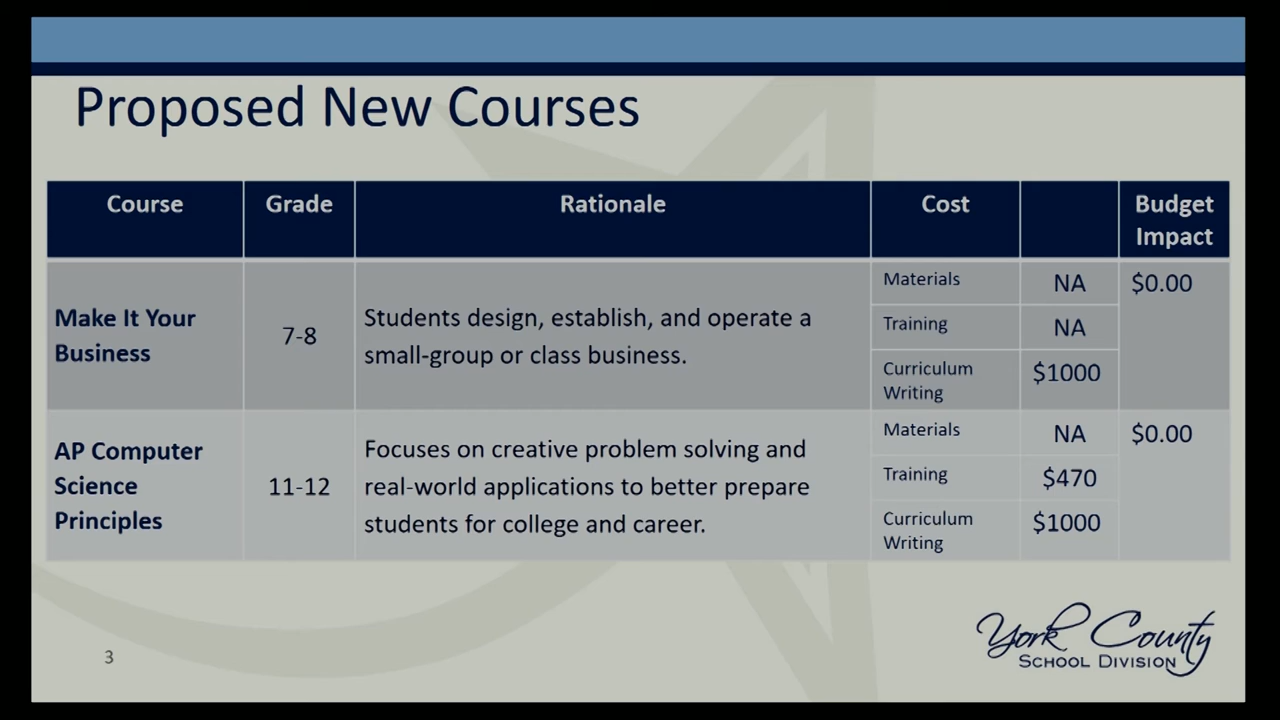 Proposed New Courses
Course Grade Rationale Cost Budget
Impact
Make It Your
Business
7-8
Students design, establish, and operate a
small-group or class business.
Materials NA $0.00
Training NA
Curriculum
Writing
$1000
AP Computer
Science
Principles
11-12
Focuses on creative problem solving and
real-world applications to better prepare
students for college and career.
Materials NA $0.00
Training $470
Curriculum
Writing
$1000
3
York County
SCHOOL DIVISION